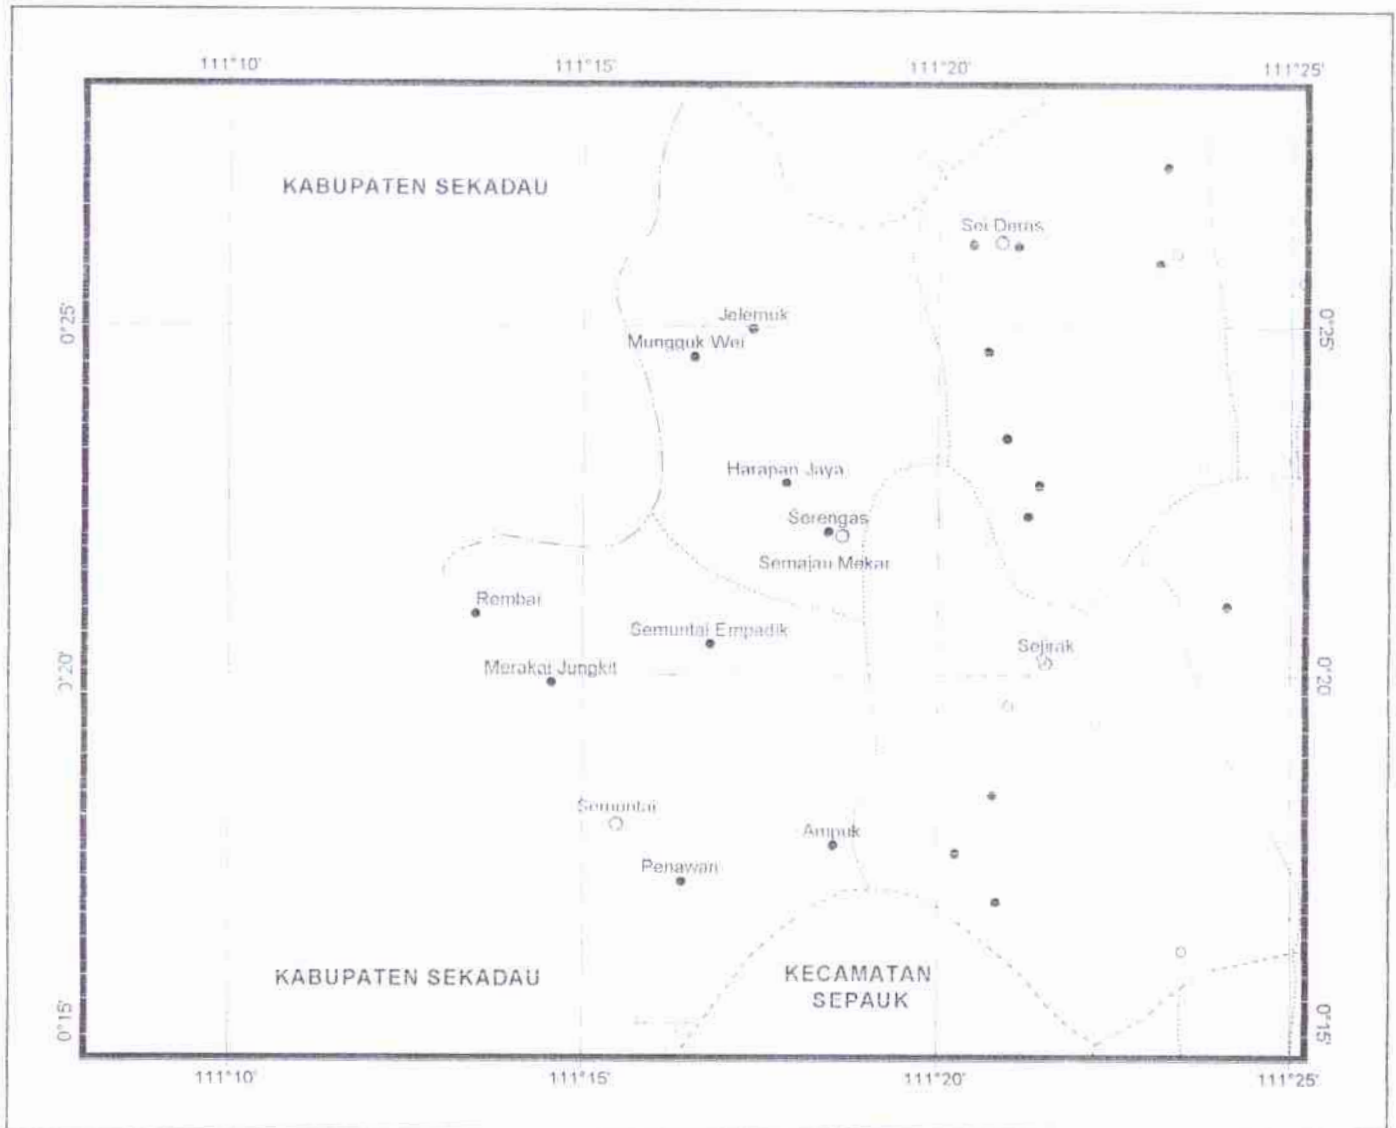 111°10'
111°15'
111°20'
111°25'
KABUPATEN SEKADAU
Sei Deras
0°25'
0°25'
Jelemuk
Mungguk Wei
Harapan Jaya
Serengas
Semajau Mekar
Rembai
Semuntai Empadik
Sejirak
0°20'
0°20'
Merakai Jungkit
Semuntai
Ampuk
Penawan
KABUPATEN SEKADAU
KECAMATAN
SEPAUK
0°15'
0°15'
111°10'
111°15'
111°20'
111°25'